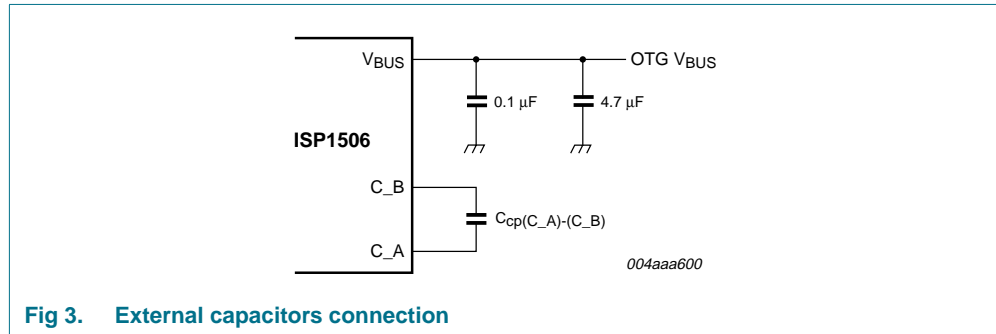 VBUS
OTG VBUS
0.1 μF
4.7 μF
ISP1506
C_B
Ccp(C_A)-(C_B)
C_A
004aaa600
Fig 3. External capacitors connection